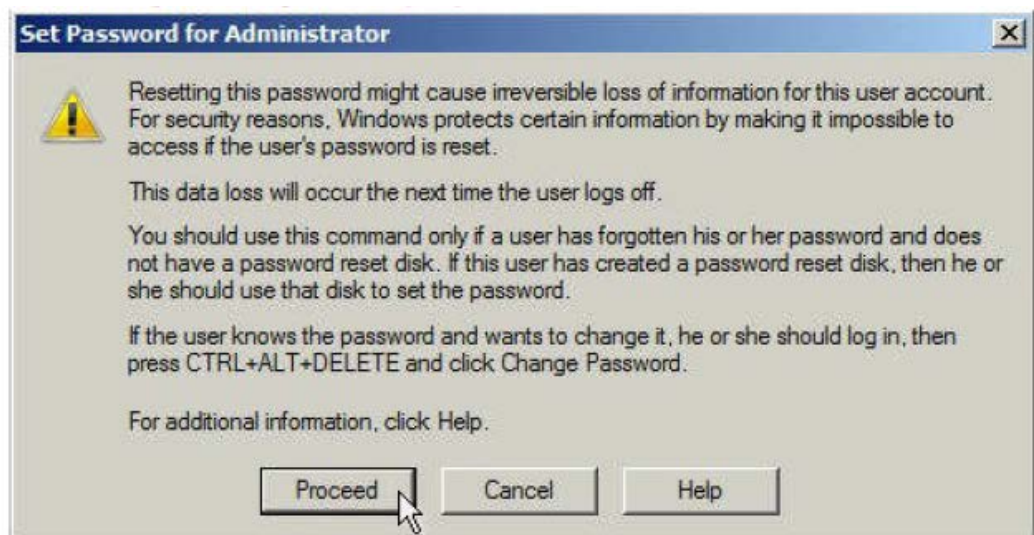 Set Password for Administrator
Resetting this password might cause irreversible loss of information for this user account.
For security reasons, Windows protects certain information by making it impossible to
access if the user's password is reset.
This data loss will occur the next time the user logs off.
You should use this command only if a user has forgotten his or her password and does
not have a password reset disk. If this user has created a password reset disk, then he or
she should use that disk to set the password.
If the user knows the password and wants to change it, he or she should log in, then
press CTRL+ALT+DELETE and click Change Password.
For additional information, click Help.
Proceed Cancel Help